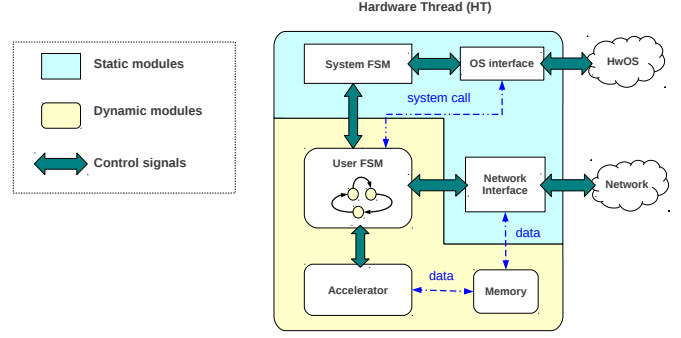 Hardware Thread (HT)
Static modules
Dynamic modules
Control signals
System FSM
OS interface
HwOS
system call
User FSM
Network
Interface
Network
data
Accelerator
data
Memory